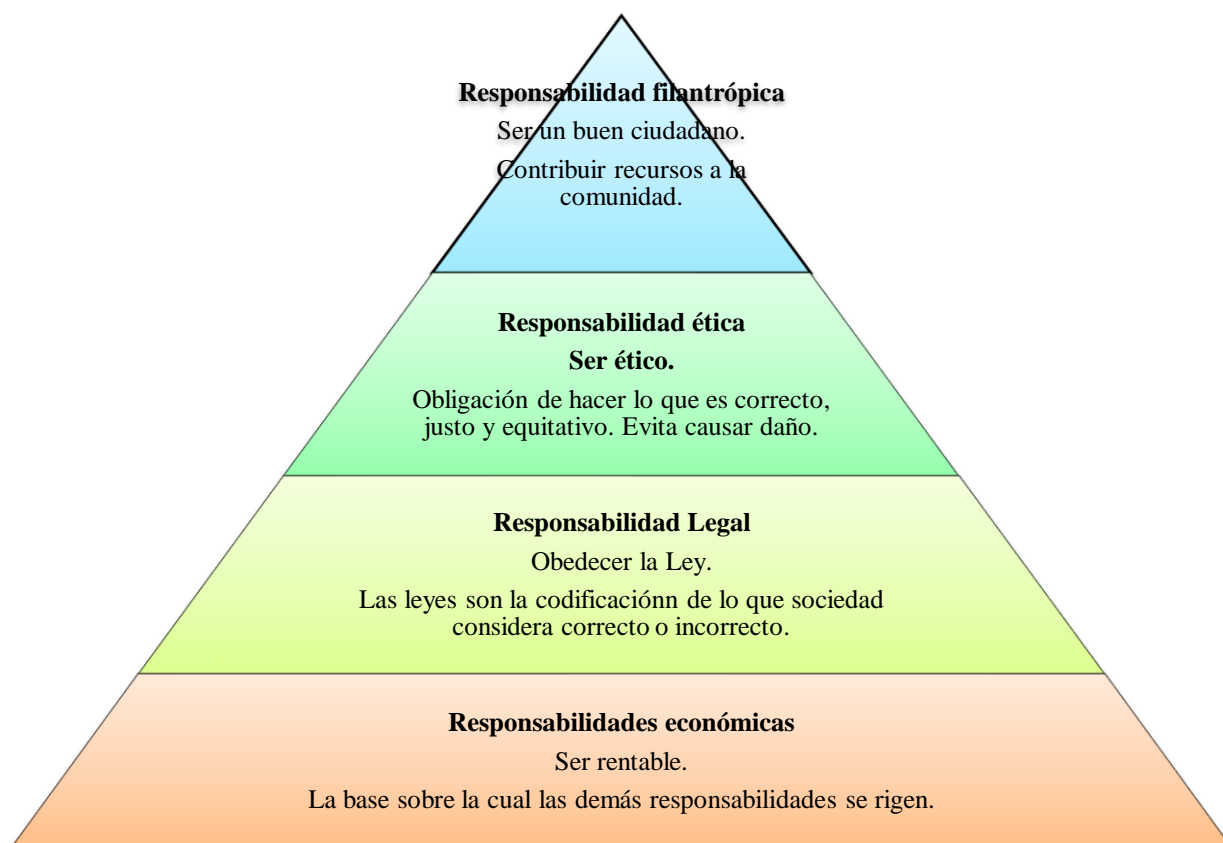 Responsabilidad filantrópica
Ser un buen ciudadano.
Contribuir recursos a la
comunidad.
Responsabilidad ética
Ser ético.
Obligación de hacer lo que es correcto,
justo y equitativo. Evita causar daño.
Responsabilidad Legal
Obedecer la Ley.
Las leyes son la codificaciónn de lo que sociedad
considera correcto o incorrecto.
Responsabilidades económicas
Ser rentable.
La base sobre la cual las demás responsabilidades se rigen.